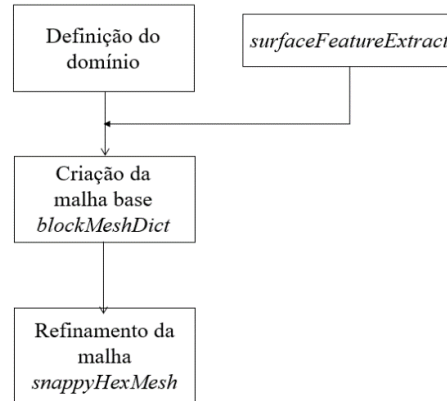 Definição do
domínio
surfaceFeatureExtract
Criação da
malha base
blockMeshDict
Refinamento da
malha
snappyHexMesh